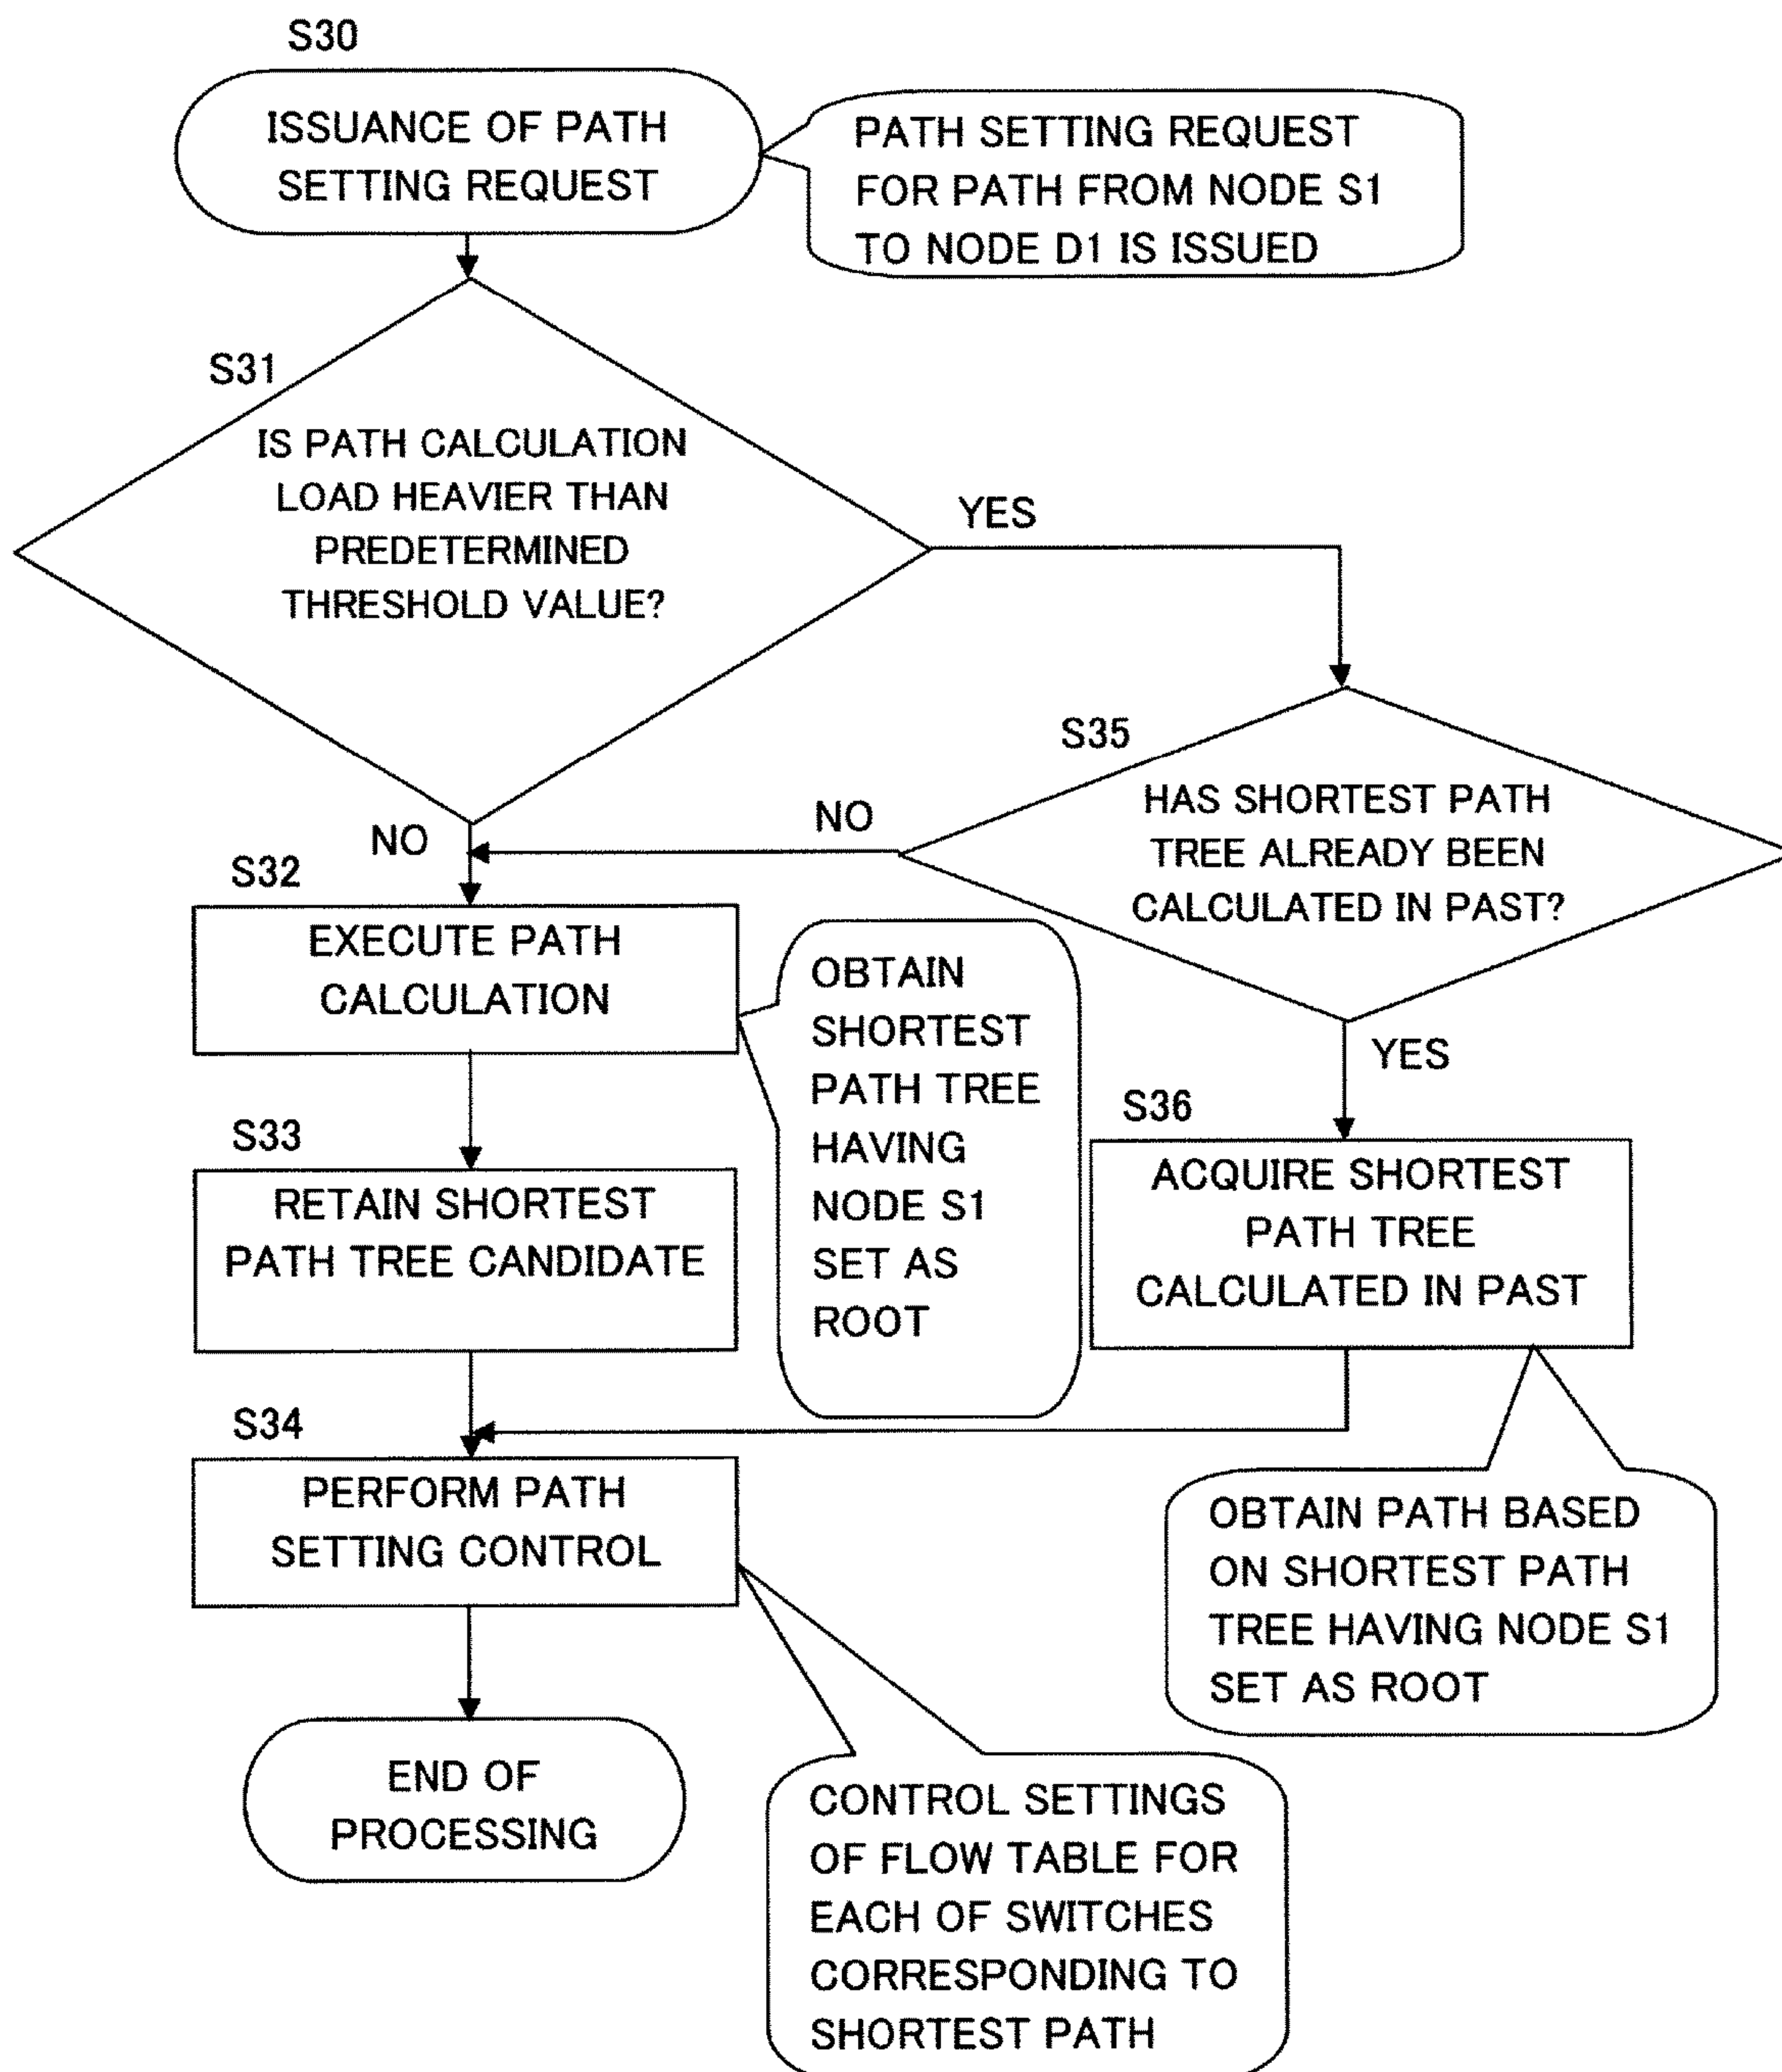 S30
ISSUANCE OF PATH
SETTING REQUEST
PATH SETTING REQUEST
FOR PATH FROM NODE S1
TO NODE D1 IS ISSUED
S31
IS PATH CALCULATION
LOAD HEAVIER THAN
PREDETERMINED
THRESHOLD VALUE?
YES
NO
S35
HAS SHORTEST PATH
TREE ALREADY BEEN
CALCULATED IN PAST?
NO
YES
S32
EXECUTE PATH
CALCULATION
OBTAIN
SHORTEST
PATH TREE
HAVING
NODE S1
SET AS
ROOT
S33
RETAIN SHORTEST
PATH TREE CANDIDATE
S36
ACQUIRE SHORTEST
PATH TREE
CALCULATED IN PAST
OBTAIN PATH BASED
ON SHORTEST PATH
TREE HAVING NODE S1
SET AS ROOT
S34
PERFORM PATH
SETTING CONTROL
CONTROL SETTINGS
OF FLOW TABLE FOR
EACH OF SWITCHES
CORRESPONDING TO
SHORTEST PATH
END OF
PROCESSING